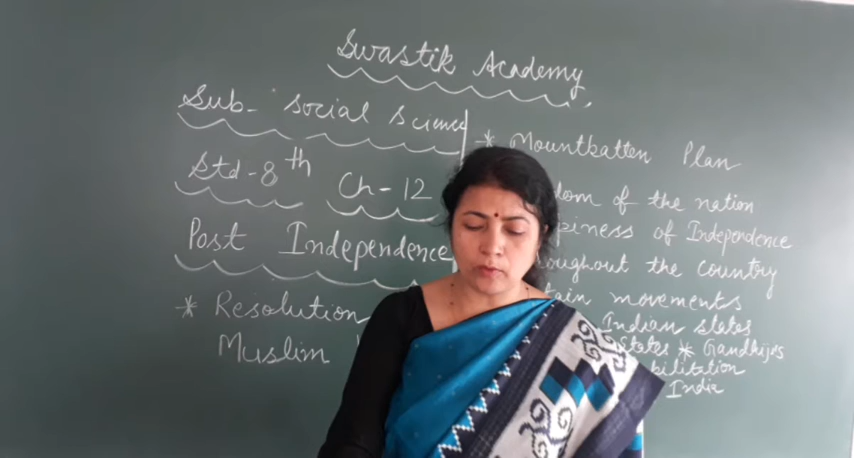 Swastik Academy
Sub- Social Science
Std-8th Ch-12
Post Independence
* Resolution
Muslim
* Mountbatten Plan
dom of the nation
piness of Independence
oughout the country
tain movements
Indian states
States * Gandhijis
bilitation
India